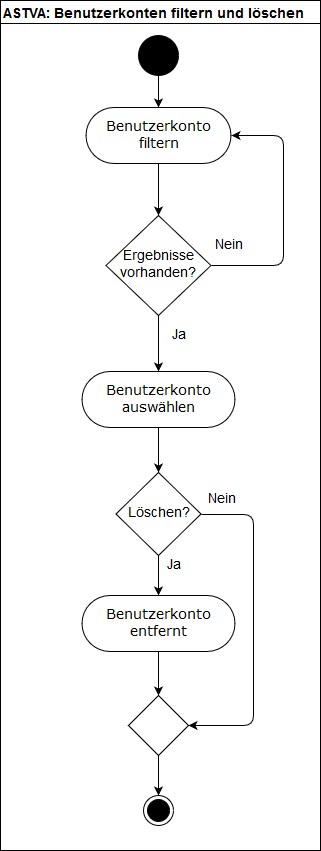 ASTVA: Benutzerkonten filtern und löschen
Benutzerkonto
filtern
Ergebnisse
vorhanden?
Nein
Ja
Benutzerkonto
auswählen
Löschen?
Nein
Ja
Benutzerkonto
entfernt